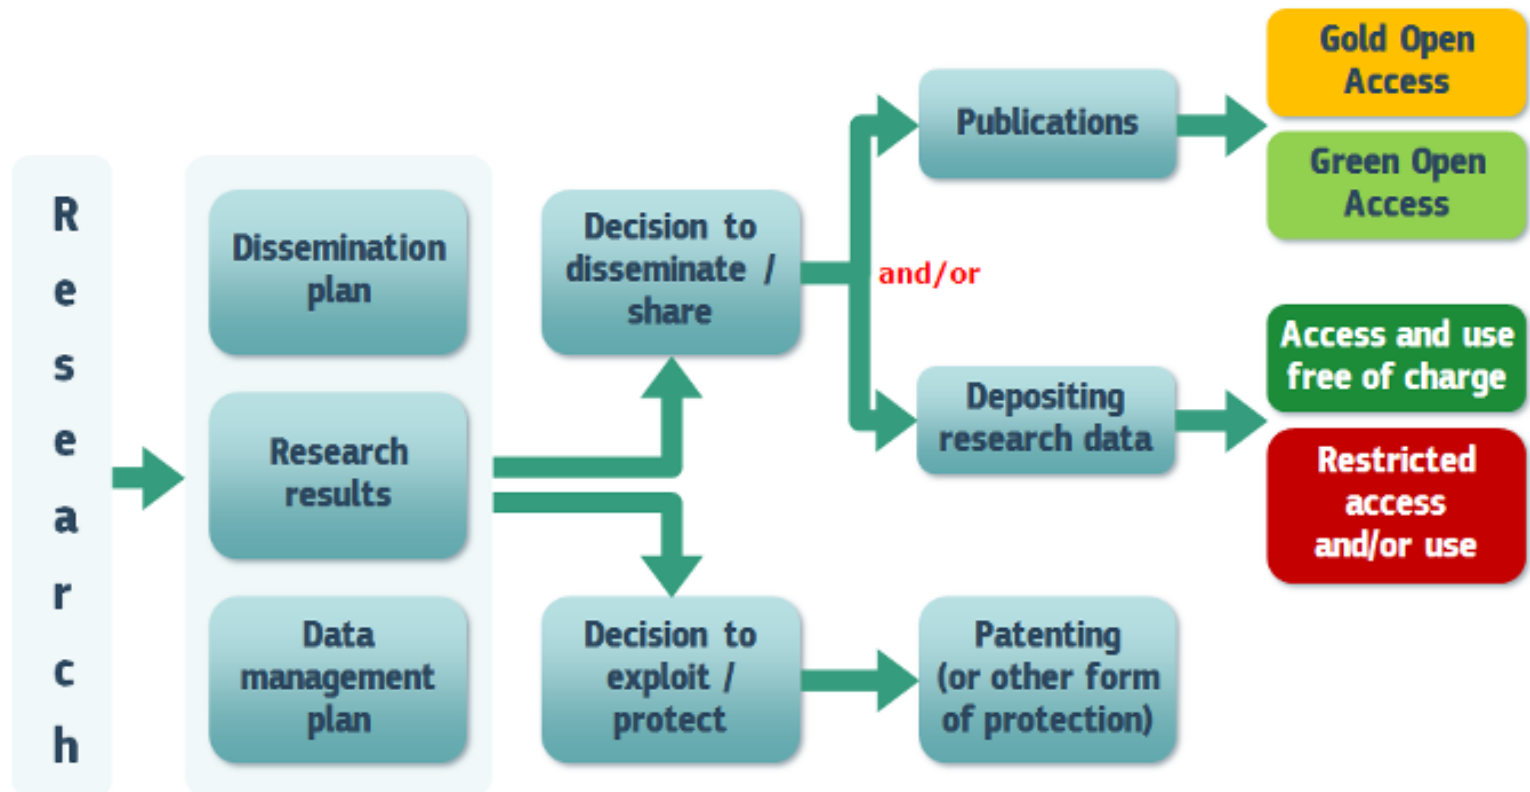 Research
Dissemination
plan
Research
results
Data
management
plan
Decision to
disseminate /
share
Decision to
exploit /
protect
and/or
Publications
Depositing
research data
Patenting
(or other form
of protection)
Gold Open
Access
Green Open
Access
Access and use
free of charge
Restricted
access
and/or use